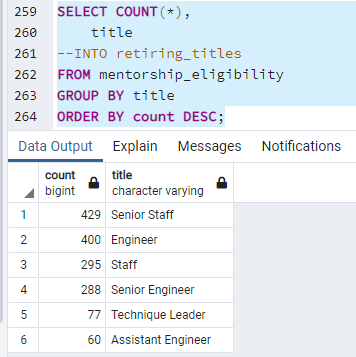 259 SELECT COUNT(*),
260 title
261 --INTO retiring_titles
262 FROM mentorship_eligibility
263 GROUP BY title
264 ORDER BY count DESC;
Data Output Explain Messages Notifications
count title
bigint character varying
1 429 Senior Staff
2 400 Engineer
3 295 Staff
4 288 Senior Engineer
5 77 Technique Leader
6 60 Assistant Engineer